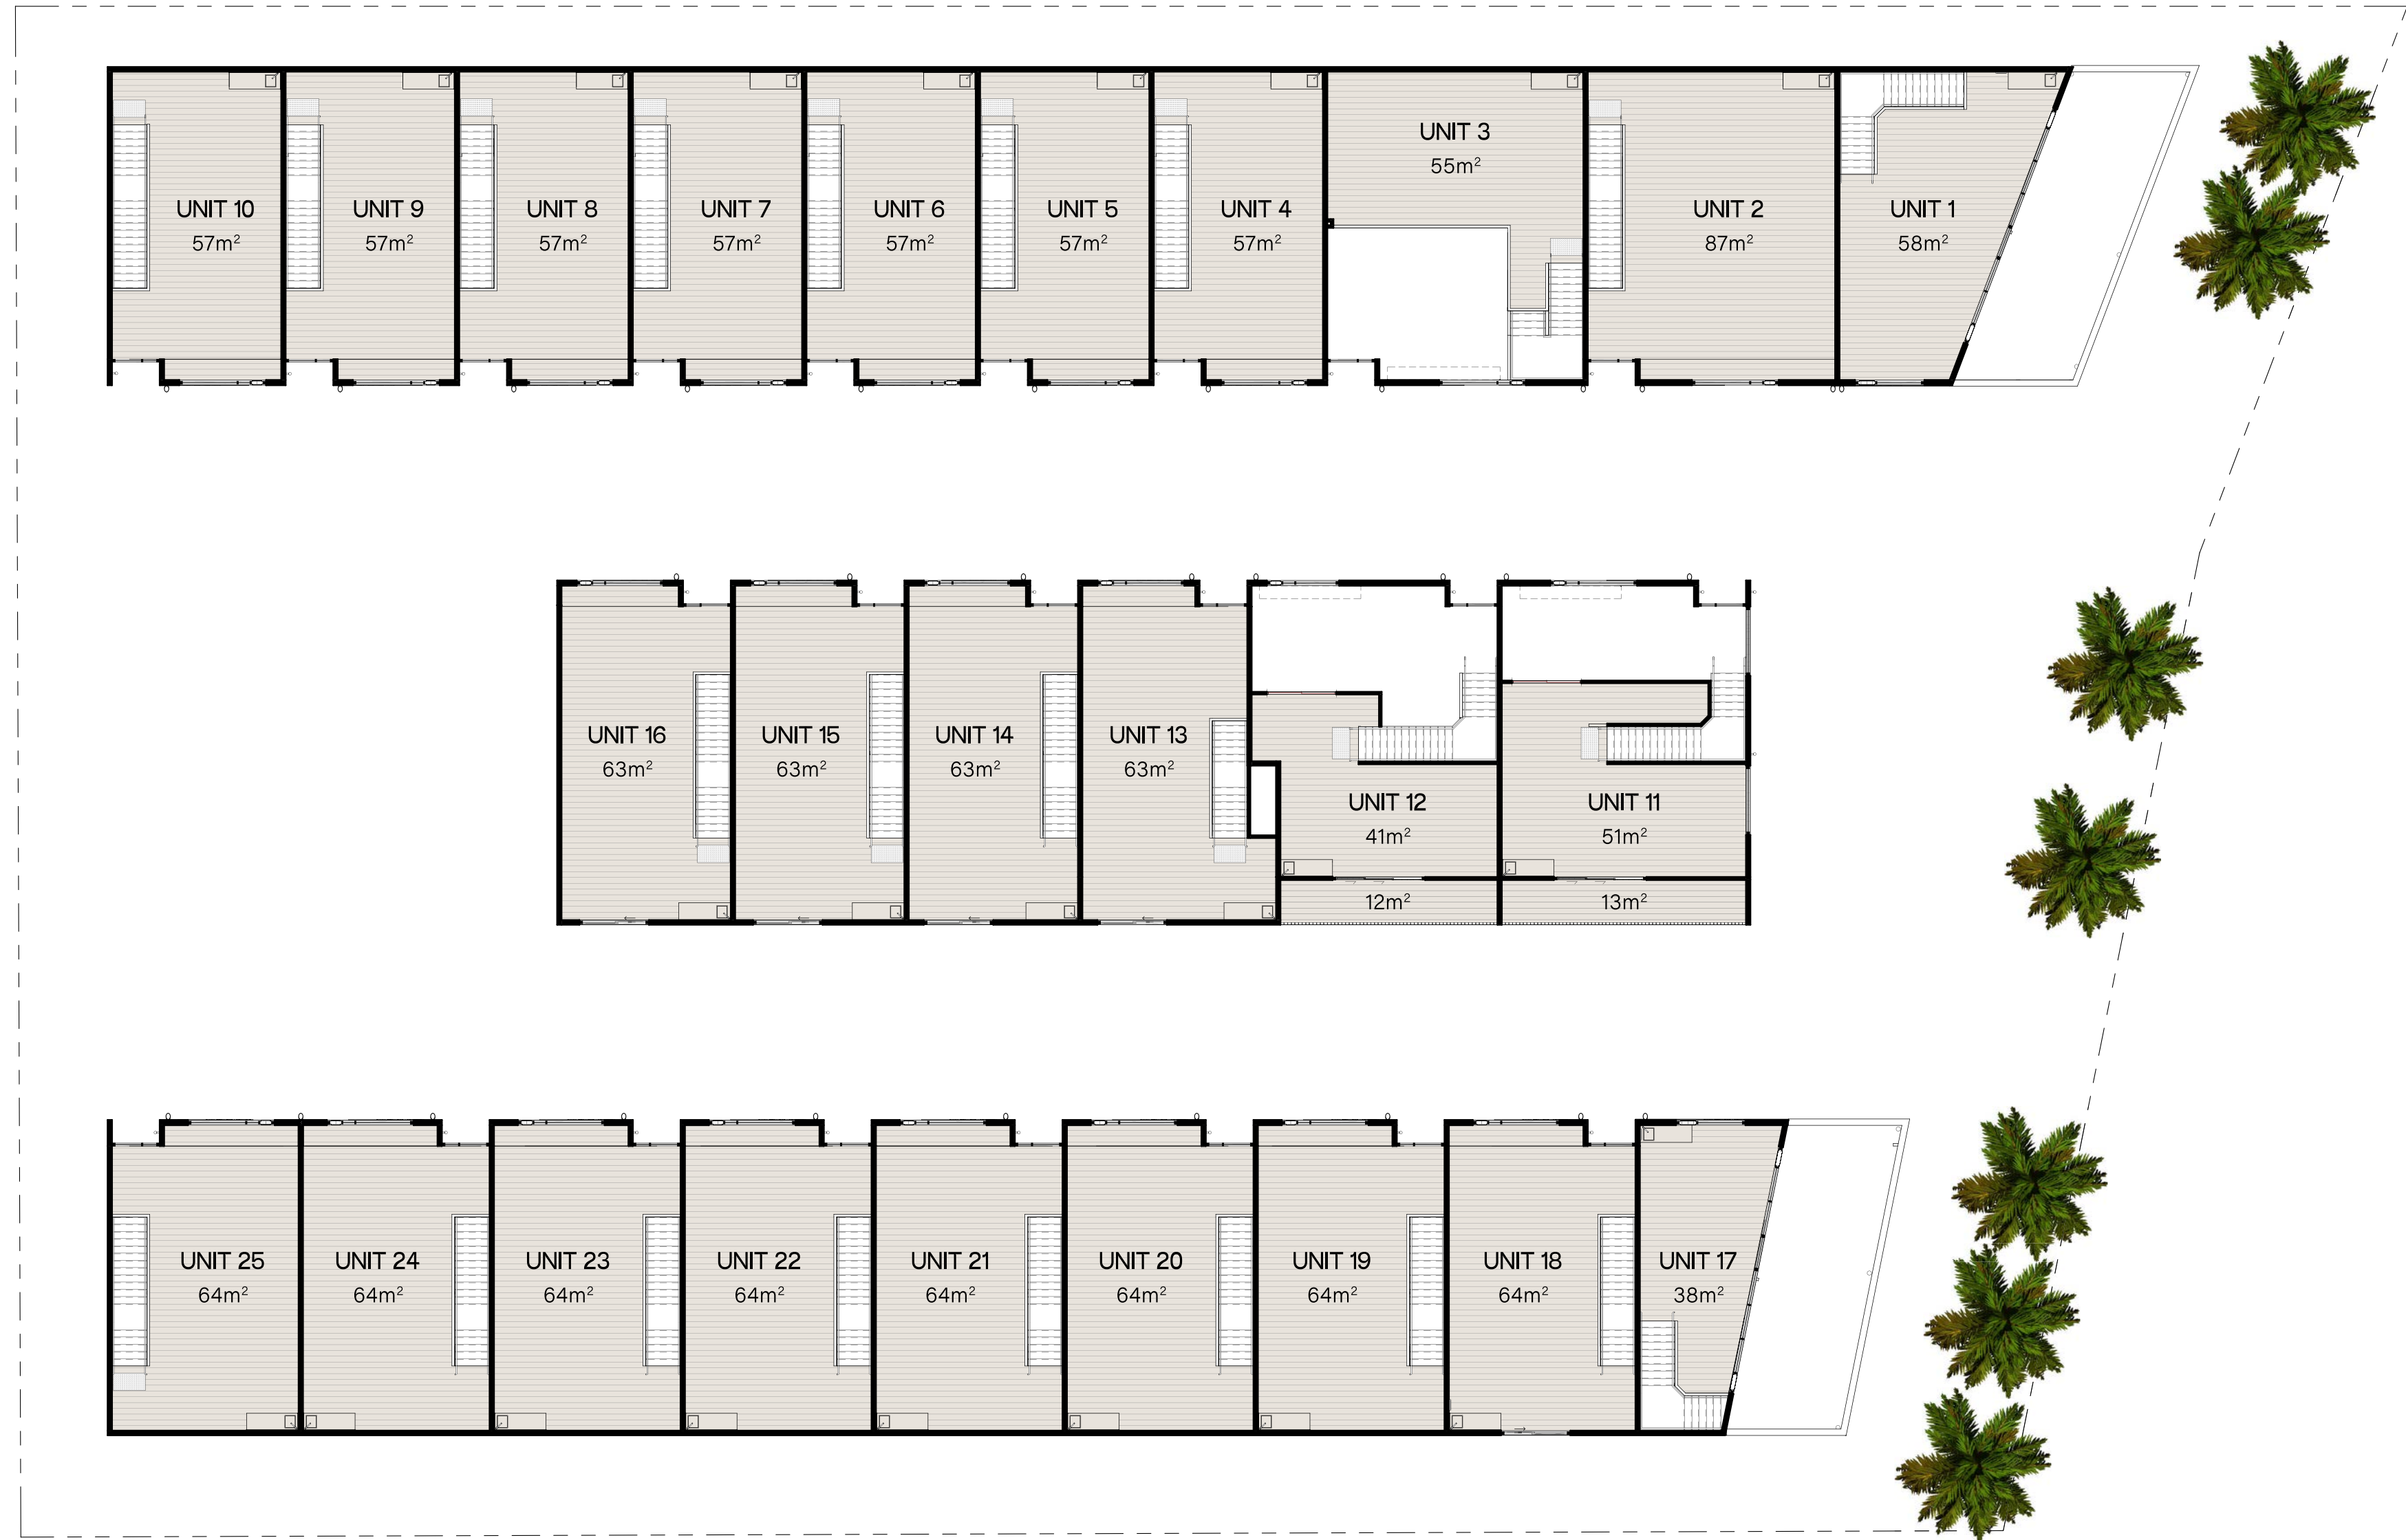 UNIT 10
57m²
UNIT 9
57m²
UNIT 8
57m²
UNIT 7
57m²
UNIT 6
57m²
UNIT 5
57m²
UNIT 4
57m²
UNIT 3
55m²
UNIT 2
87m²
UNIT 1
58m²
UNIT 16
63m²
UNIT 15
63m²
UNIT 14
63m²
UNIT 13
63m²
UNIT 12
41m²
12m²
UNIT 11
51m²
13m²
UNIT 25
64m²
UNIT 24
64m²
UNIT 23
64m²
UNIT 22
64m²
UNIT 21
64m²
UNIT 20
64m²
UNIT 19
64m²
UNIT 18
64m²
UNIT 17
38m²